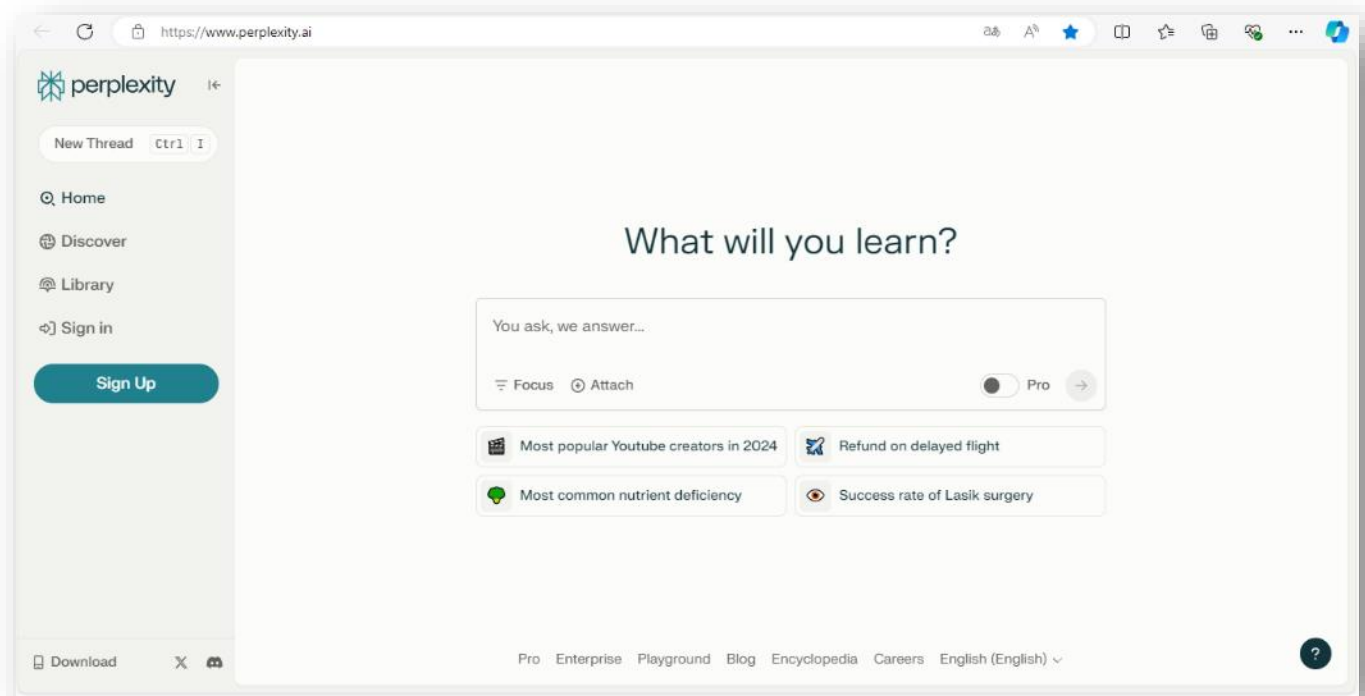 https://www.perplexity.ai
perplexity
New Thread Ctrl I
Home
Discover
Library
Sign in
Sign Up
Download
What will you learn?
You ask, we answer...
Focus Attach Pro
Most popular Youtube creators in 2024 Refund on delayed flight
Most common nutrient deficiency Success rate of Lasik surgery
Pro Enterprise Playground Blog Encyclopedia Careers English (English)
?